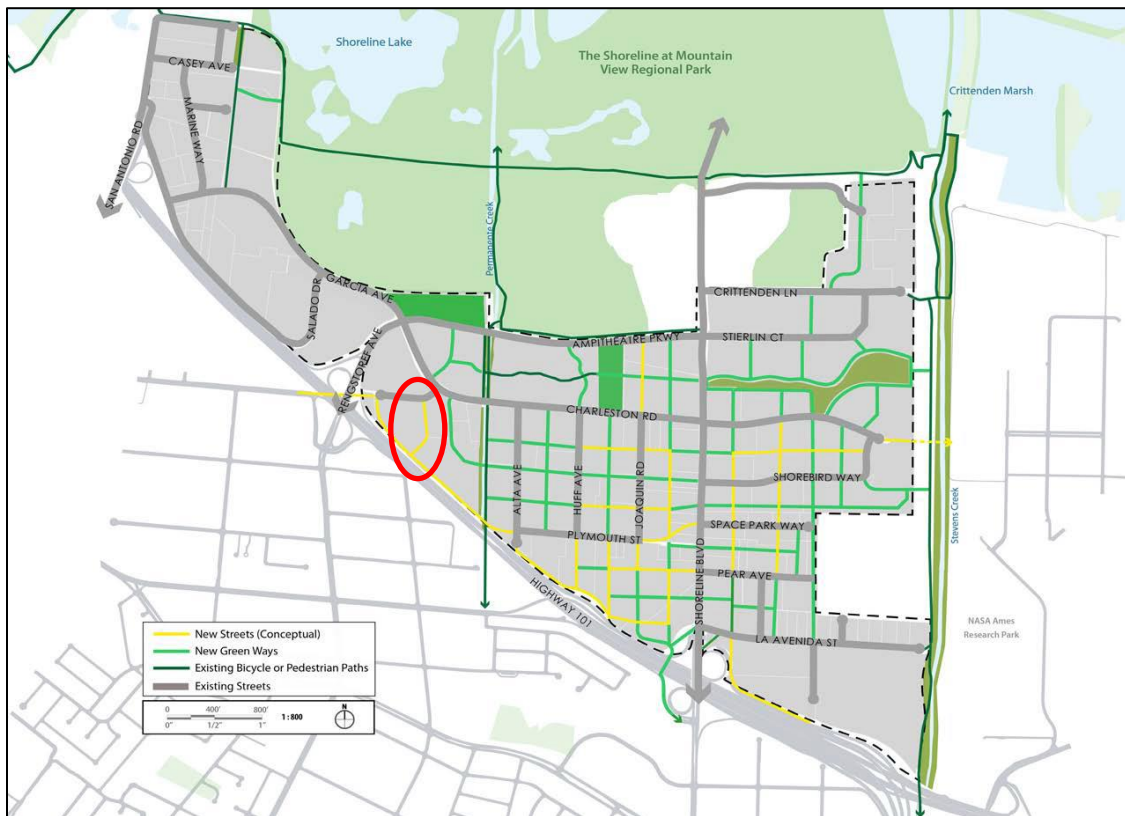 Shoreline Lake
The Shoreline at Mountain
View Regional Park
Crittenden Marsh
CASEY AVE
MARINE WAY
SAN ANTONIO RD
Permanente Creek
GARCIA AVE
SALADO DR
CRITTENDEN LN
RENGSTORFF AVE
AMPITHEATRE PKWY
STIERLIN CT
CHARLESTON RD
ALTA AVE
HUFF AVE
JOAQUIN RD
SHOREBIRD WAY
SPACE PARK WAY
PLYMOUTH ST
SHORELINE BLVD
PEAR AVE
Stevens Creek
HIGHWAY 101
LA AVENIDA ST
NASA Ames
Research Park
New Streets (Conceptual)
New Green Ways
Existing Bicycle or Pedestrian Paths
Existing Streets
0 400' 800' 1 : 800 N
0" 1/2" 1"